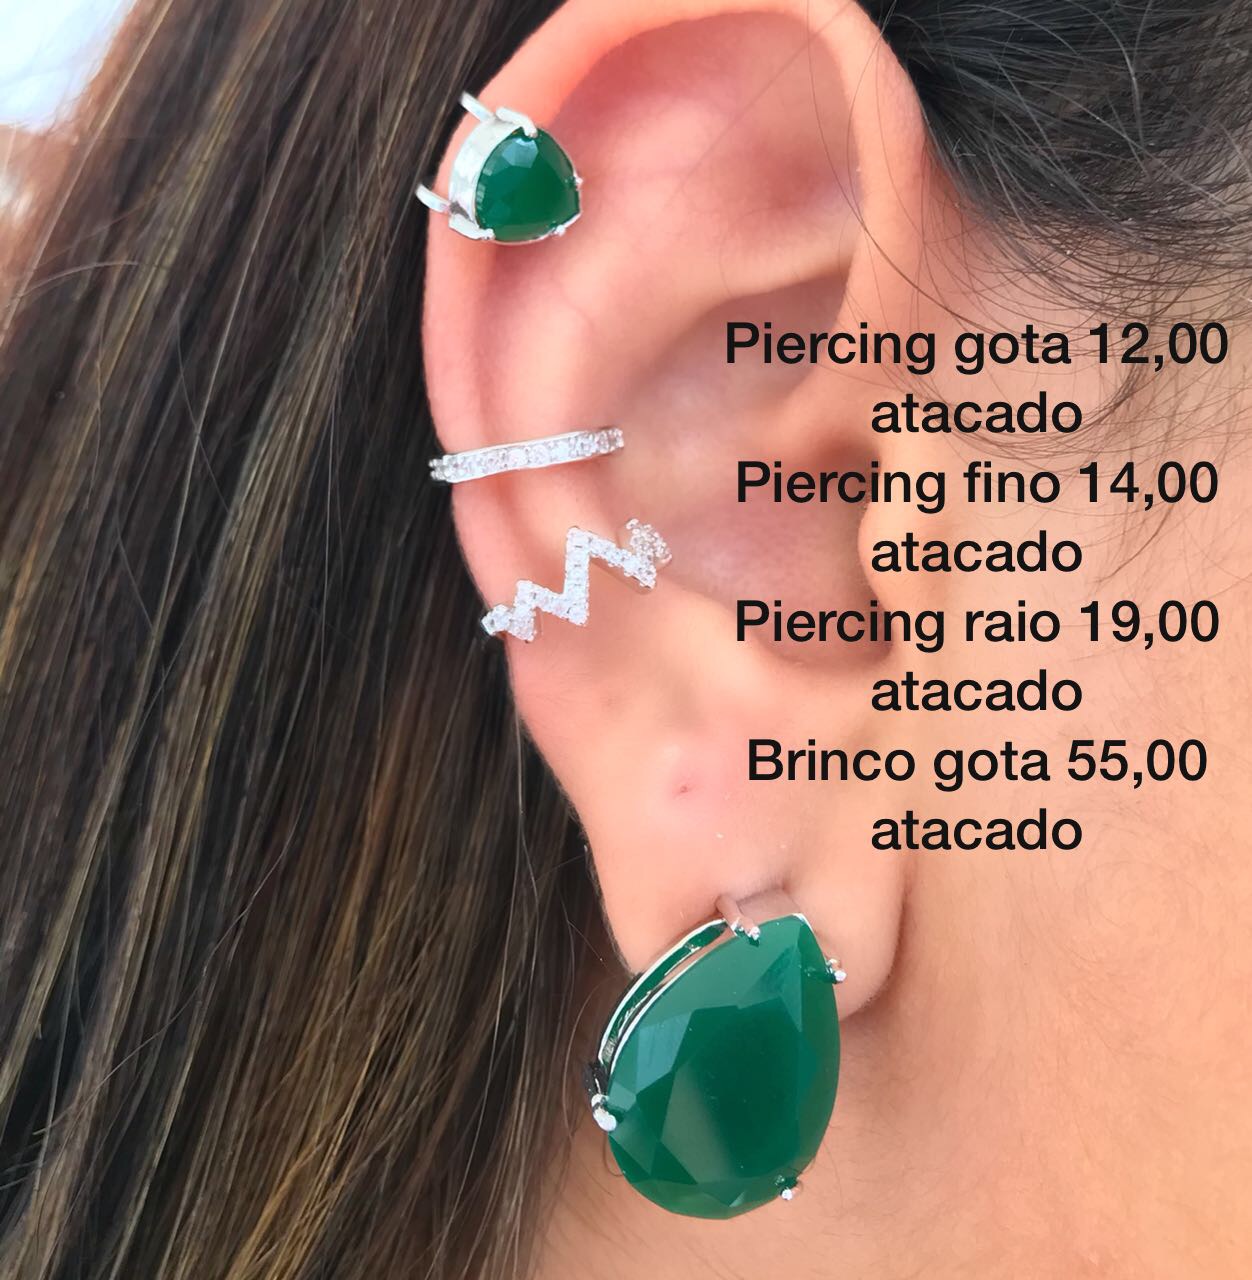 Piercing gota 12,00
atacado
Piercing fino 14,00
atacado
Piercing raio 19,00
atacado
Brinco gota 55,00
atacado